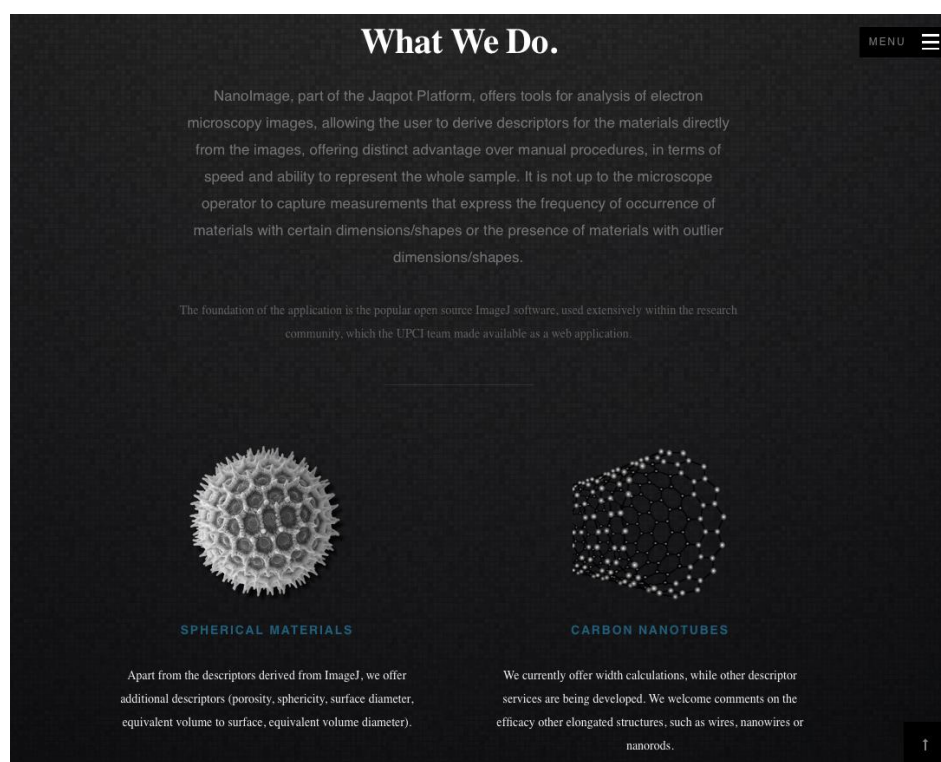 What We Do.
MENU
NanoImage, part of the Jaqpot Platform, offers tools for analysis of electron
microscopy images, allowing the user to derive descriptors for the materials directly
from the images, offering distinct advantage over manual procedures, in terms of
speed and ability to represent the whole sample. It is not up to the microscope
operator to capture measurements that express the frequency of occurrence of
materials with certain dimensions/shapes or the presence of materials with outlier
dimensions/shapes.
The foundation of the application is the popular open source ImageJ software, used extensively within the research
community, which the UPCI team made available as a web application.
SPHERICAL MATERIALS
Apart from the descriptors derived from ImageJ, we offer
additional descriptors (porosity, sphericity, surface diameter,
equivalent volume to surface, equivalent volume diameter).
CARBON NANOTUBES
We currently offer width calculations, while other descriptor
services are being developed. We welcome comments on the
efficacy other elongated structures, such as wires, nanowires or
nanorods.